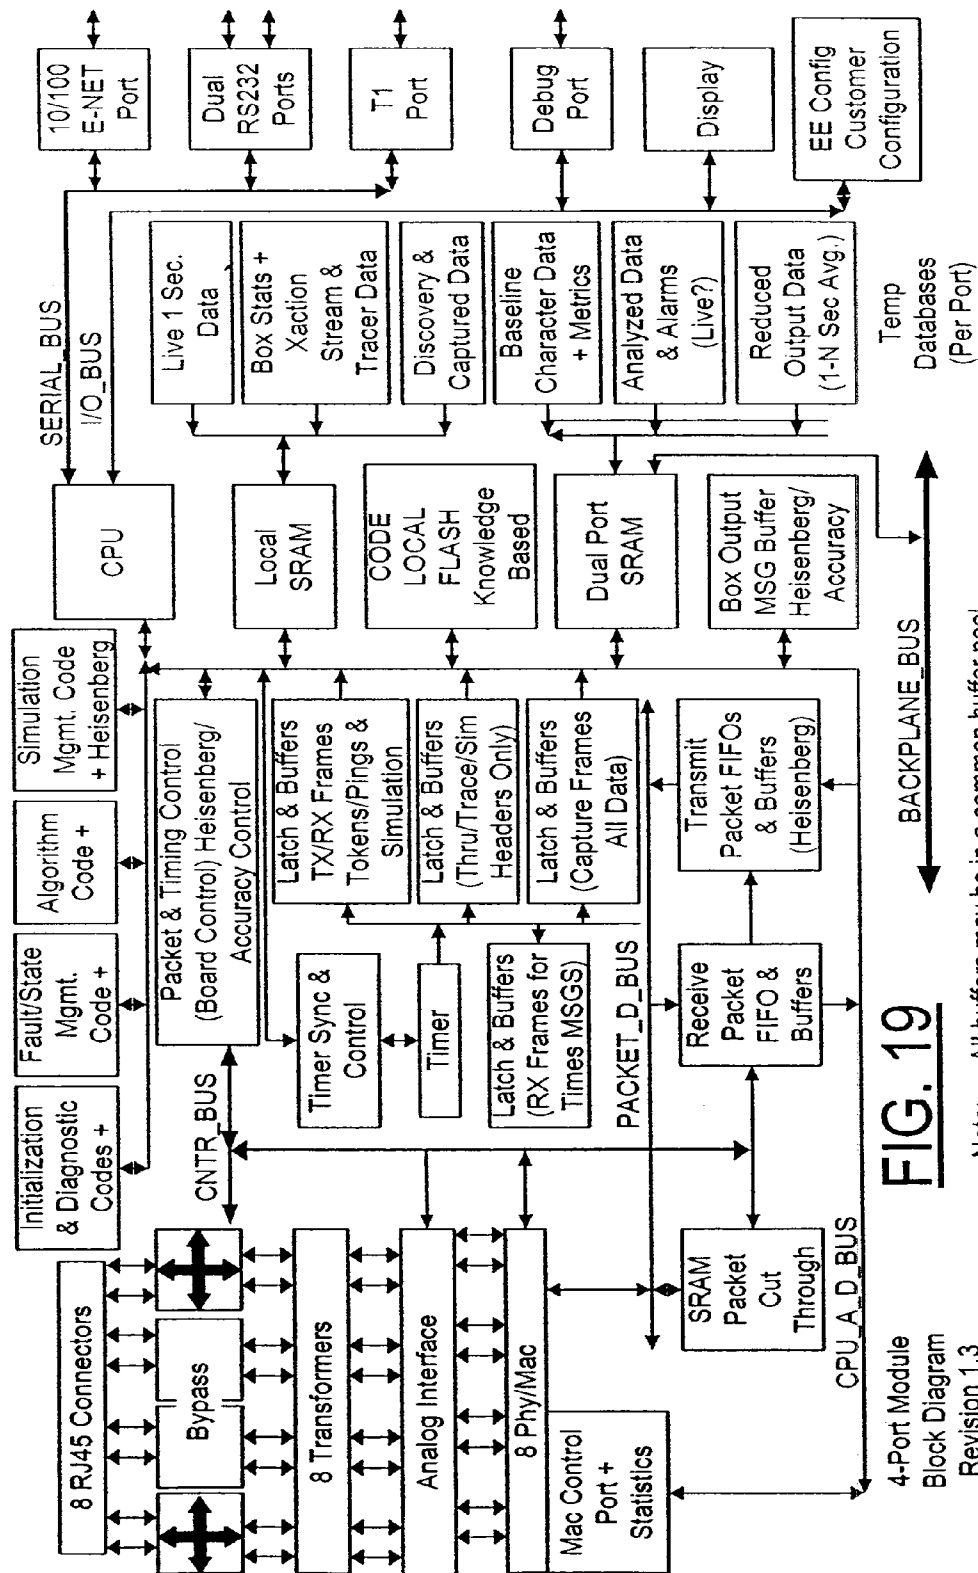 8 RJ45 Connectors
Bypass
8 Transformers
Analog Interface
8 Phy/Mac
Mac Control
Port +
Statistics
4-Port Module
Block Diagram
Revision 1.3
Initialization
& Diagnostic
Codes +
Fault/State
Mgmt.
Code +
Algorithm
Code +
Simulation
Mgmt. Code
+ Heisenberg
CNTR_BUS
Packet & Timing Control
(Board Control) Heisenberg/
Accuracy Control
Timer Sync &
Control
Timer
Latch & Buffers
(RX Frames for
Times MSGS)
Latch & Buffers
TX/RX Frames
Tokens/Pings &
Simulation
Latch & Buffers
(Thru/Trace/Sim
Headers Only)
Latch & Buffers
(Capture Frames
All Data)
PACKET_D_BUS
SRAM
Packet
Cut
Through
Receive
Packet
FIFO &
Buffers
Transmit
Packet FIFOs
& Buffers
(Heisenberg)
CPU_A_D_BUS
CPU
Local
SRAM
CODE
LOCAL
FLASH
Knowledge
Based
Dual Port
SRAM
Box Output
MSG Buffer
Heisenberg/
Accuracy
BACKPLANE_BUS
SERIAL_BUS
I/O_BUS
Live 1 Sec.
Data
Box Stats +
Xaction
Stream &
Tracer Data
Discovery &
Captured Data
Baseline
Character Data
+ Metrics
Analyzed Data
& Alarms
(Live?)
Reduced
Output Data
(1-N Sec Avg.)
Temp
Databases
(Per Port)
10/100
E-NET
Port
Dual
RS232
Ports
T1
Port
Debug
Port
Display
EE Config
Customer
Configuration
FIG. 19
Note: All buffers may be in a common buffer pool